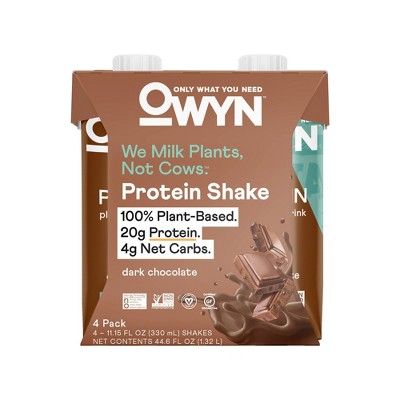 ONLY WHAT YOU NEED
OWYN™
We Milk Plants,
Not Cows.™
Protein Shake
100% Plant-Based.
20g Protein.
4g Net Carbs.
dark chocolate
4 Pack
4 – 11.15 FL OZ (330 mL) SHAKES
NET CONTENTS 44.6 FL OZ (1.32 L)